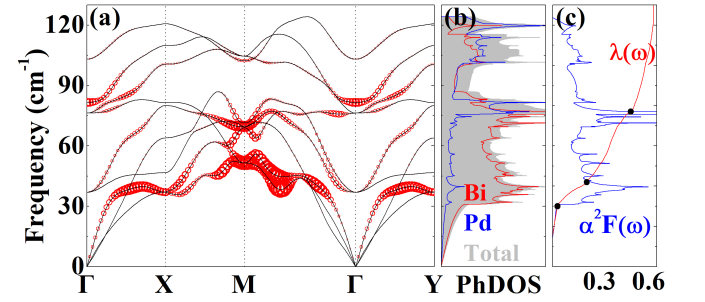 (a)
(b)
(c)
120
90
60
30
0
Frequency (cm⁻¹)
Γ X M Γ Y
Bi
Pd
Total
PhDOS
λ(ω)
α²F(ω)
0.3 0.6